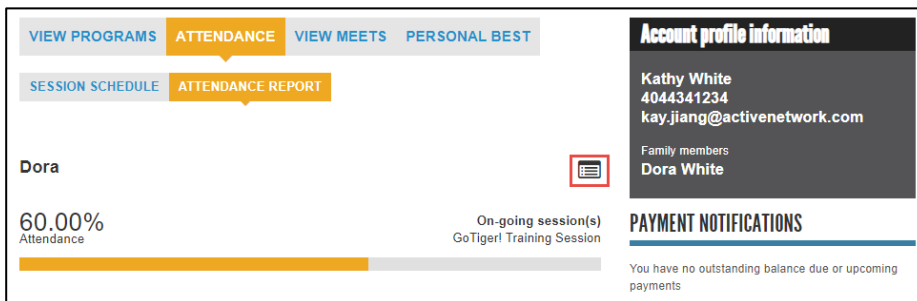 VIEW PROGRAMS ATTENDANCE VIEW MEETS PERSONAL BEST
SESSION SCHEDULE ATTENDANCE REPORT
Dora
60.00%
Attendance
On-going session(s)
GoTiger! Training Session
Account profile information
Kathy White
4044341234
kay.jiang@activenetwork.com
Family members
Dora White
PAYMENT NOTIFICATIONS
You have no outstanding balance due or upcoming
payments